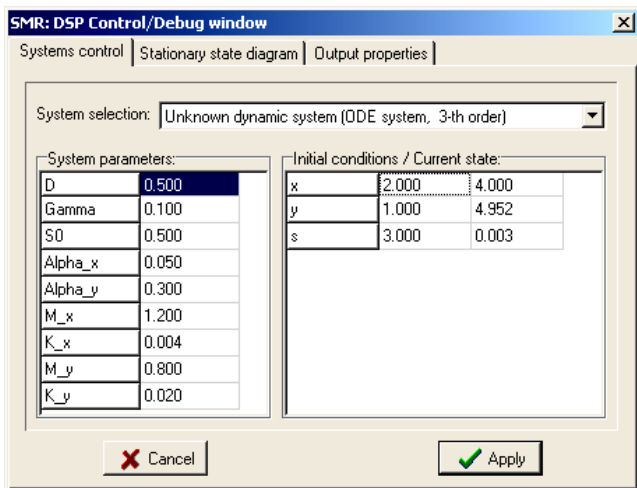 SMR: DSP Control/Debug window
Systems control Stationary state diagram Output properties
System selection: Unknown dynamic system (ODE system, 3-th order)
System parameters:
D 0.500
Gamma 0.100
S0 0.500
Alpha_x 0.050
Alpha_y 0.300
M_x 1.200
K_x 0.004
M_y 0.800
K_y 0.020
Initial conditions / Current state:
x 2.000 4.000
y 1.000 4.952
s 3.000 0.003
Cancel Apply